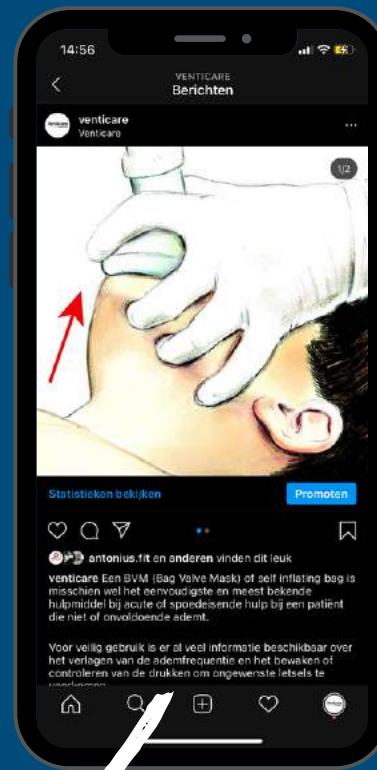 14:56
VENTICARE
Berichten
venticare
Venticare
1/2
Statistieken bekijken
Promoten
antonius.fit en anderen vinden dit leuk
venticare Een BVM (Bag Valve Mask) of self inflating bag is
misschien wel het eenvoudigste en meest bekende
hulpmiddel bij acute of spoedeisende hulp bij een patiënt
die niet of onvoldoende ademt.
Voor veilig gebruik is er al veel informatie beschikbaar over
het verlagen van de ademfrequentie en het bewaken of
controleren van de drukken om ongewenste letsels te